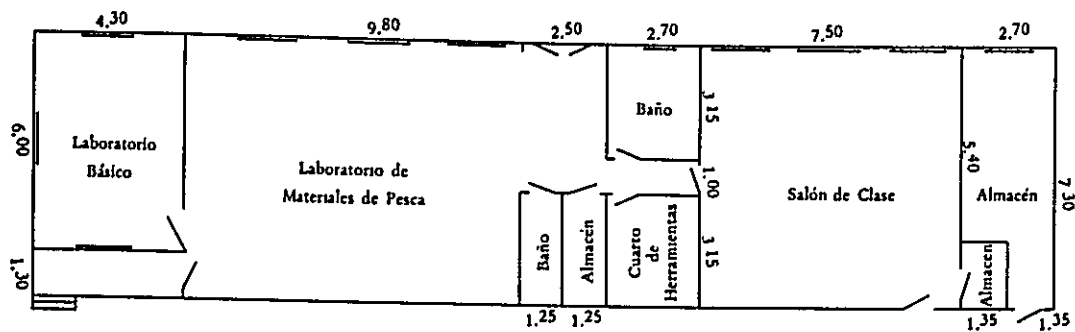 4,30
9,80
2,50
2,70
7,50
2,70
6,00
Laboratorio
Básico
Laboratorio de
Materiales de Pesca
Baño
3,15
1,00
5,40
Salón de Clase
Almacén
7,30
Baño
Almacén
Cuarto
de
Herramientas
3,15
Almacen
1,30
1,25
1,25
1,35
1,35